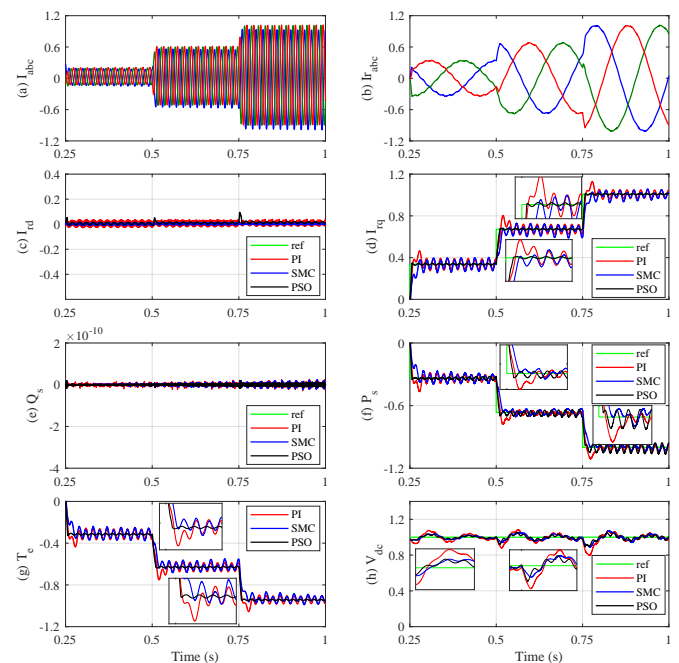 (a) I_abc
1.2
0.6
0
-0.6
-1.2
0.25
0.5
0.75
1
(b) Ir_abc
1.2
0.6
0
-0.6
-1.2
0.25
0.5
0.75
1
(c) I_rd
0.4
0.2
0
-0.2
-0.4
0.25
0.5
0.75
1
ref
PI
SMC
PSO
(d) I_rq
1.2
0.8
0.4
0
0.25
0.5
0.75
1
ref
PI
SMC
PSO
(e) Q_s
×10^-10
2
0
-2
-4
0.25
0.5
0.75
1
ref
PI
SMC
PSO
(f) P_s
0
-0.6
-1.2
0.25
0.5
0.75
1
ref
PI
SMC
PSO
(g) T_e
0
-0.4
-0.8
-1.2
0.25
0.5
0.75
1
Time (s)
PI
SMC
PSO
(h) V_dc
1.2
1.0
0.8
0.6
0.4
0.2
0
0.25
0.5
0.75
1
Time (s)
ref
PI
SMC
PSO